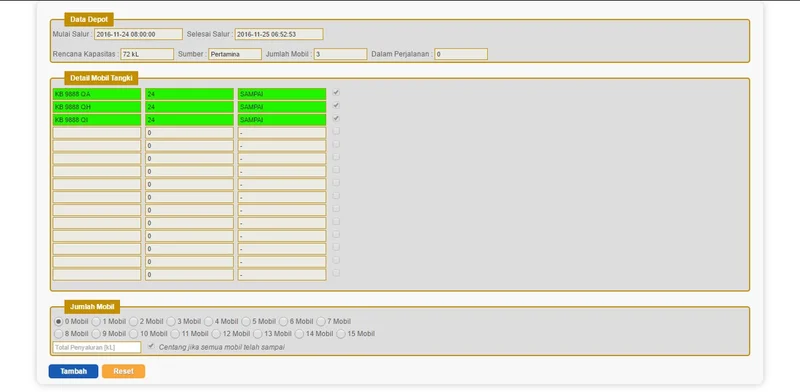 Data Depot
Mulai Salur : 2016-11-24 08:00:00 Selesai Salur : 2016-11-25 06:52:53
Rencana Kapasitas : 72 kL Sumber : Pertamina Jumlah Mobil : 3 Dalam Perjalanan : 0
Detail Mobil Tangki
KB 9888 QA 24 SAMPAI
KB 9868 QH 24 SAMPAI
KB 9868 QI 24 SAMPAI
0 -
0 -
0 -
0 -
0 -
0 -
0 -
0 -
0 -
0 -
0 -
0 -
Jumlah Mobil
0 Mobil 1 Mobil 2 Mobil 3 Mobil 4 Mobil 5 Mobil 6 Mobil 7 Mobil
8 Mobil 9 Mobil 10 Mobil 11 Mobil 12 Mobil 13 Mobil 14 Mobil 15 Mobil
Total Penyaluran [kL] Centang jika semua mobil telah sampai
Tambah Reset